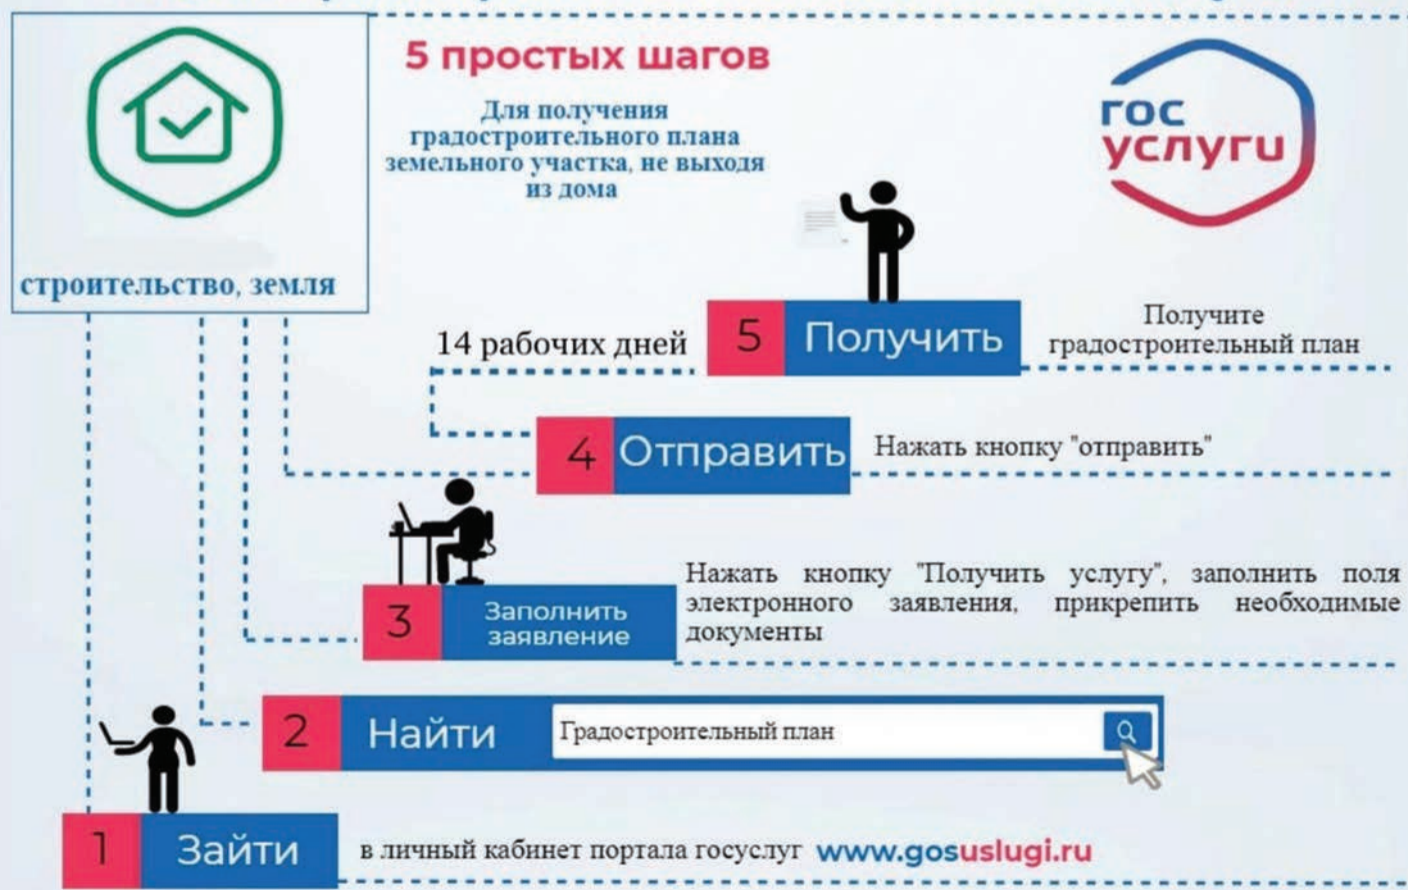 5 простых шагов
Для получения
градостроительного плана
земельного участка, не выходя
из дома
гос
услуги
строительство, земля
14 рабочих дней
5
Получить
Получите
градостроительный план
4
Отправить
Нажать кнопку "отправить"
3
Заполнить
заявление
Нажать кнопку "Получить услугу", заполнить поля
электронного заявления, прикрепить необходимые
документы
2
Найти
Градостроительный план
1
Зайти
в личный кабинет портала госуслуг www.gosuslugi.ru